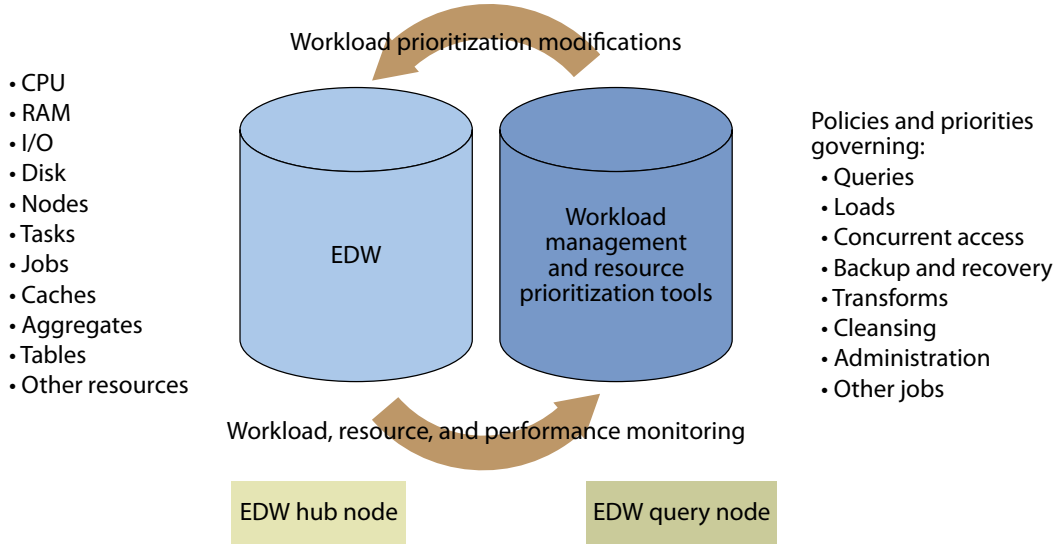 Workload prioritization modifications
• CPU
• RAM
• I/O
• Disk
• Nodes
• Tasks
• Jobs
• Caches
• Aggregates
• Tables
• Other resources
EDW
Workload
management
and resource
prioritization tools
Policies and priorities
governing:
• Queries
• Loads
• Concurrent access
• Backup and recovery
• Transforms
• Cleansing
• Administration
• Other jobs
Workload, resource, and performance monitoring
EDW hub node
EDW query node